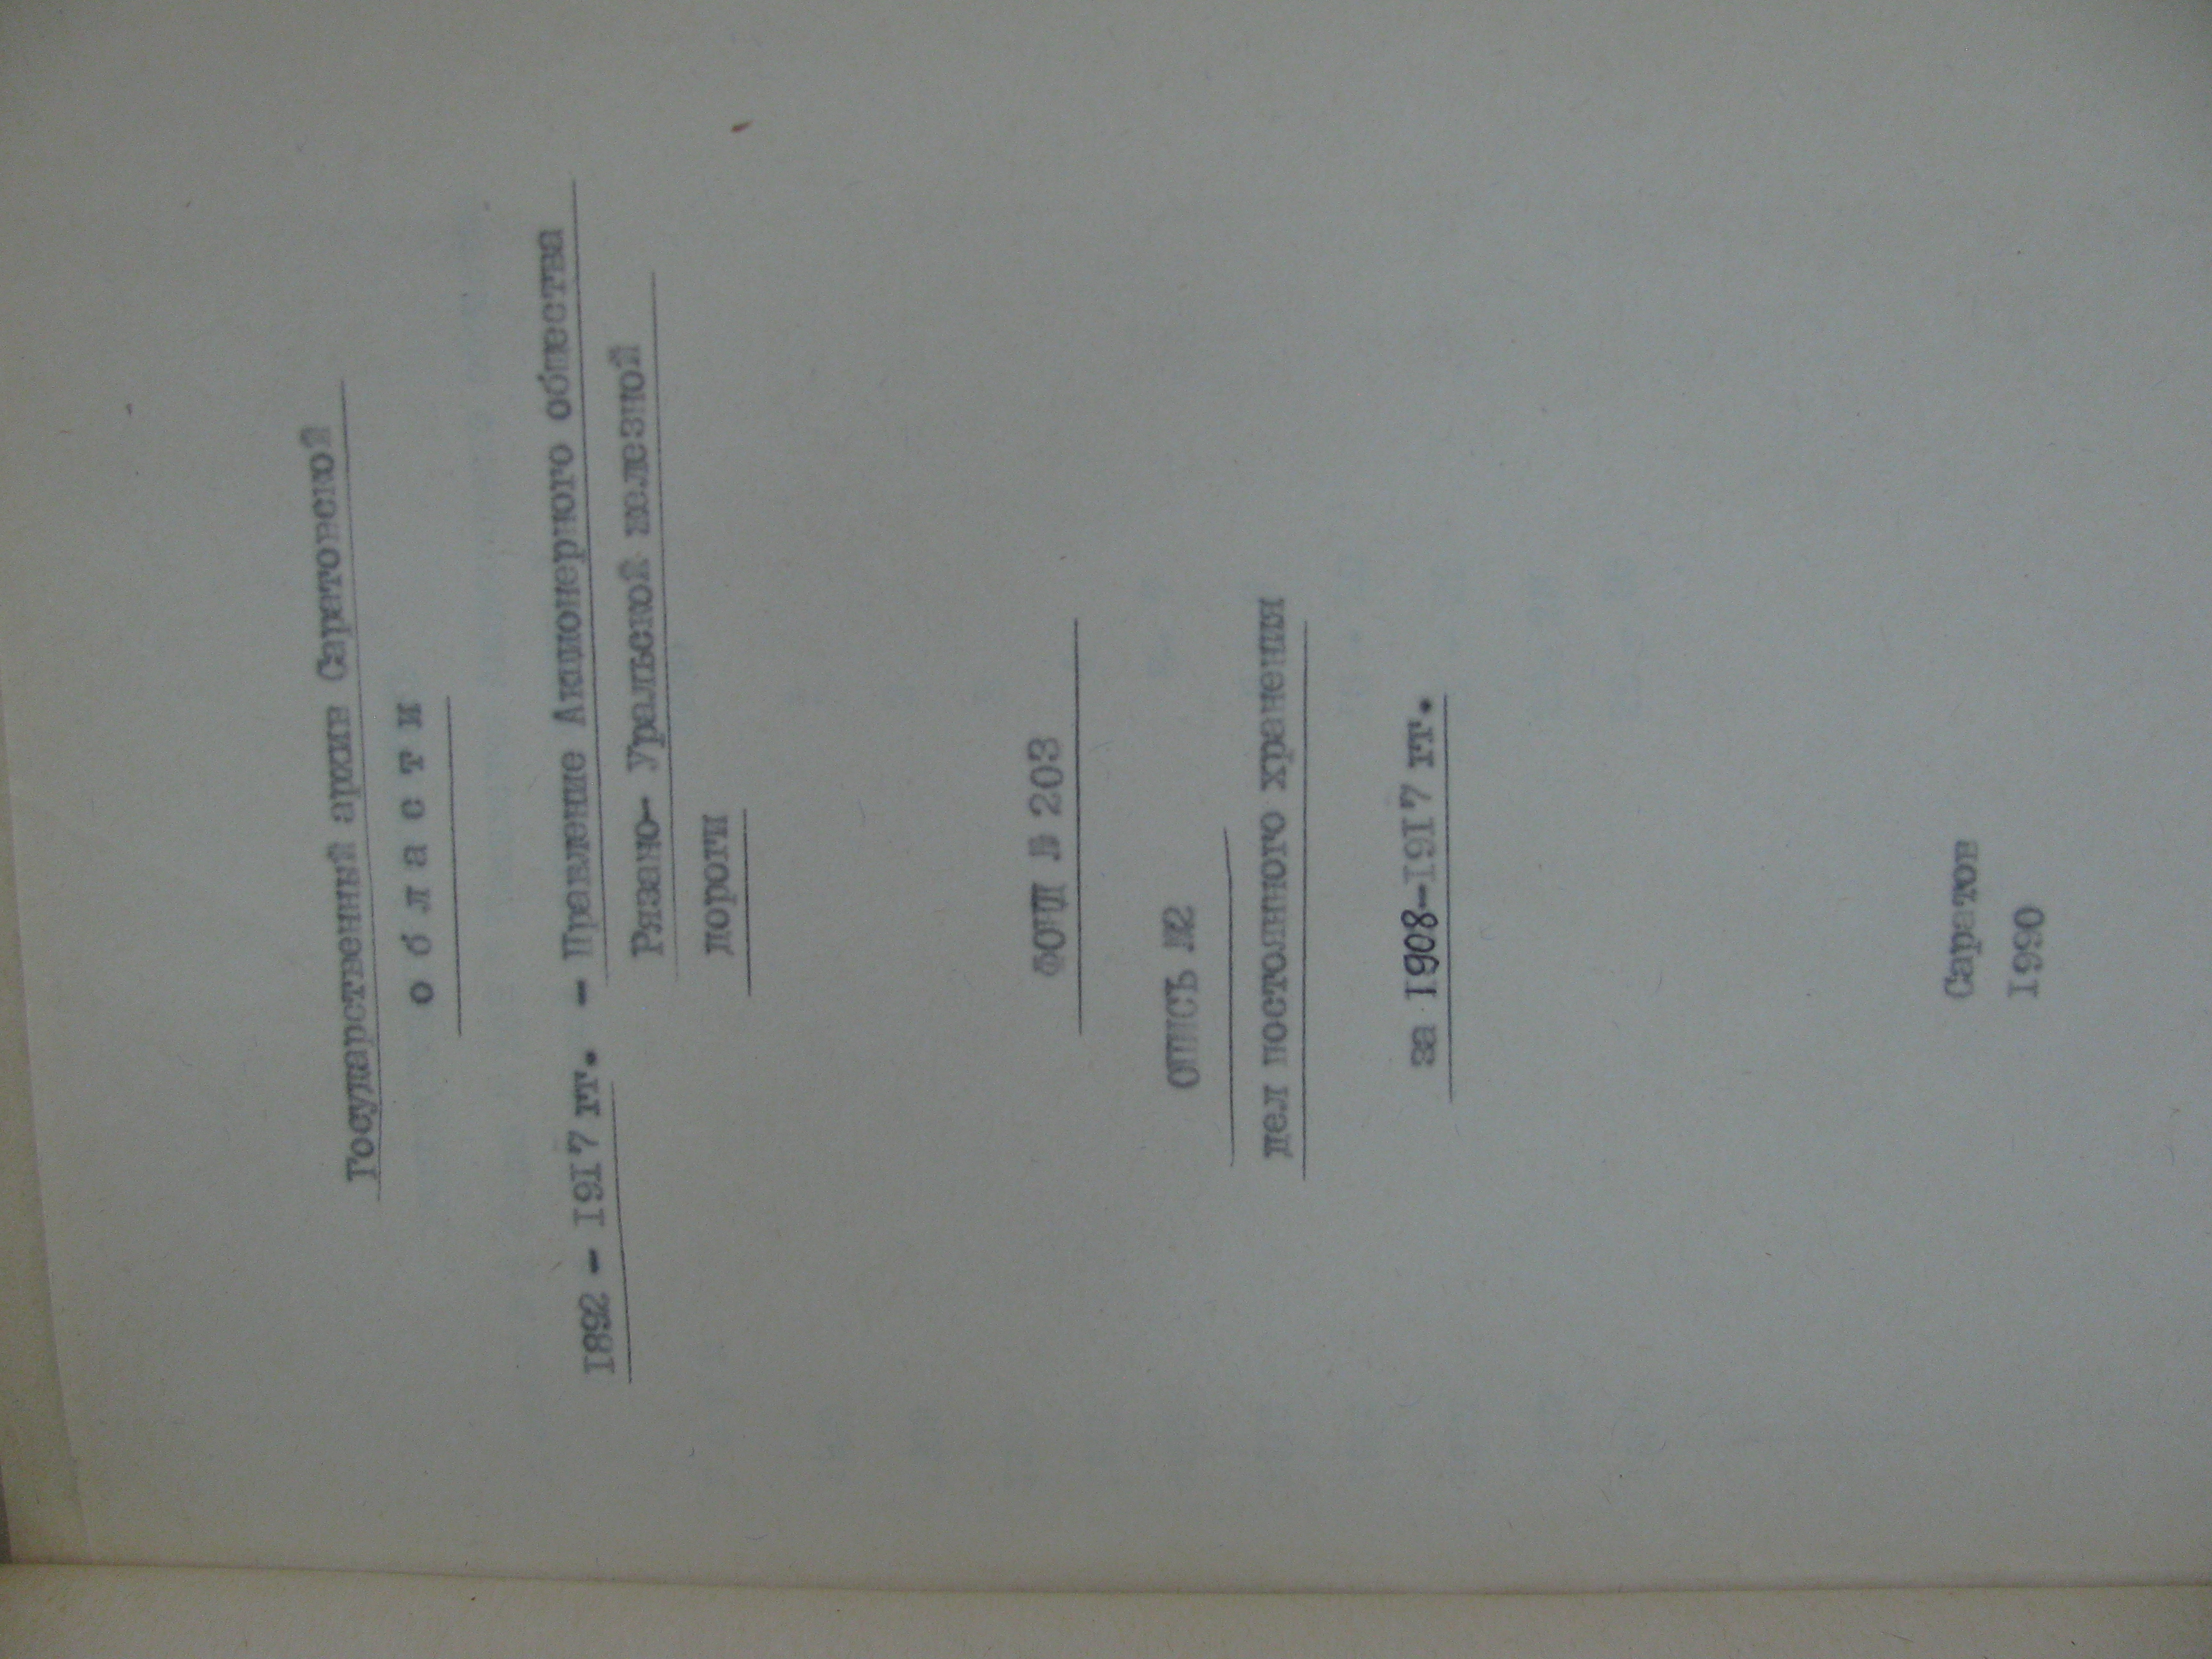 Государственный архив Саратовской
о б л а с т и
1892 - 1917 гг. - Правление Акционерного общества
Рязано- Уральской железной
дороги
ФОНД № 203
ОПИСЬ №2
дел постоянного хранения
за 1908-1917 гг.
Саратов
1990